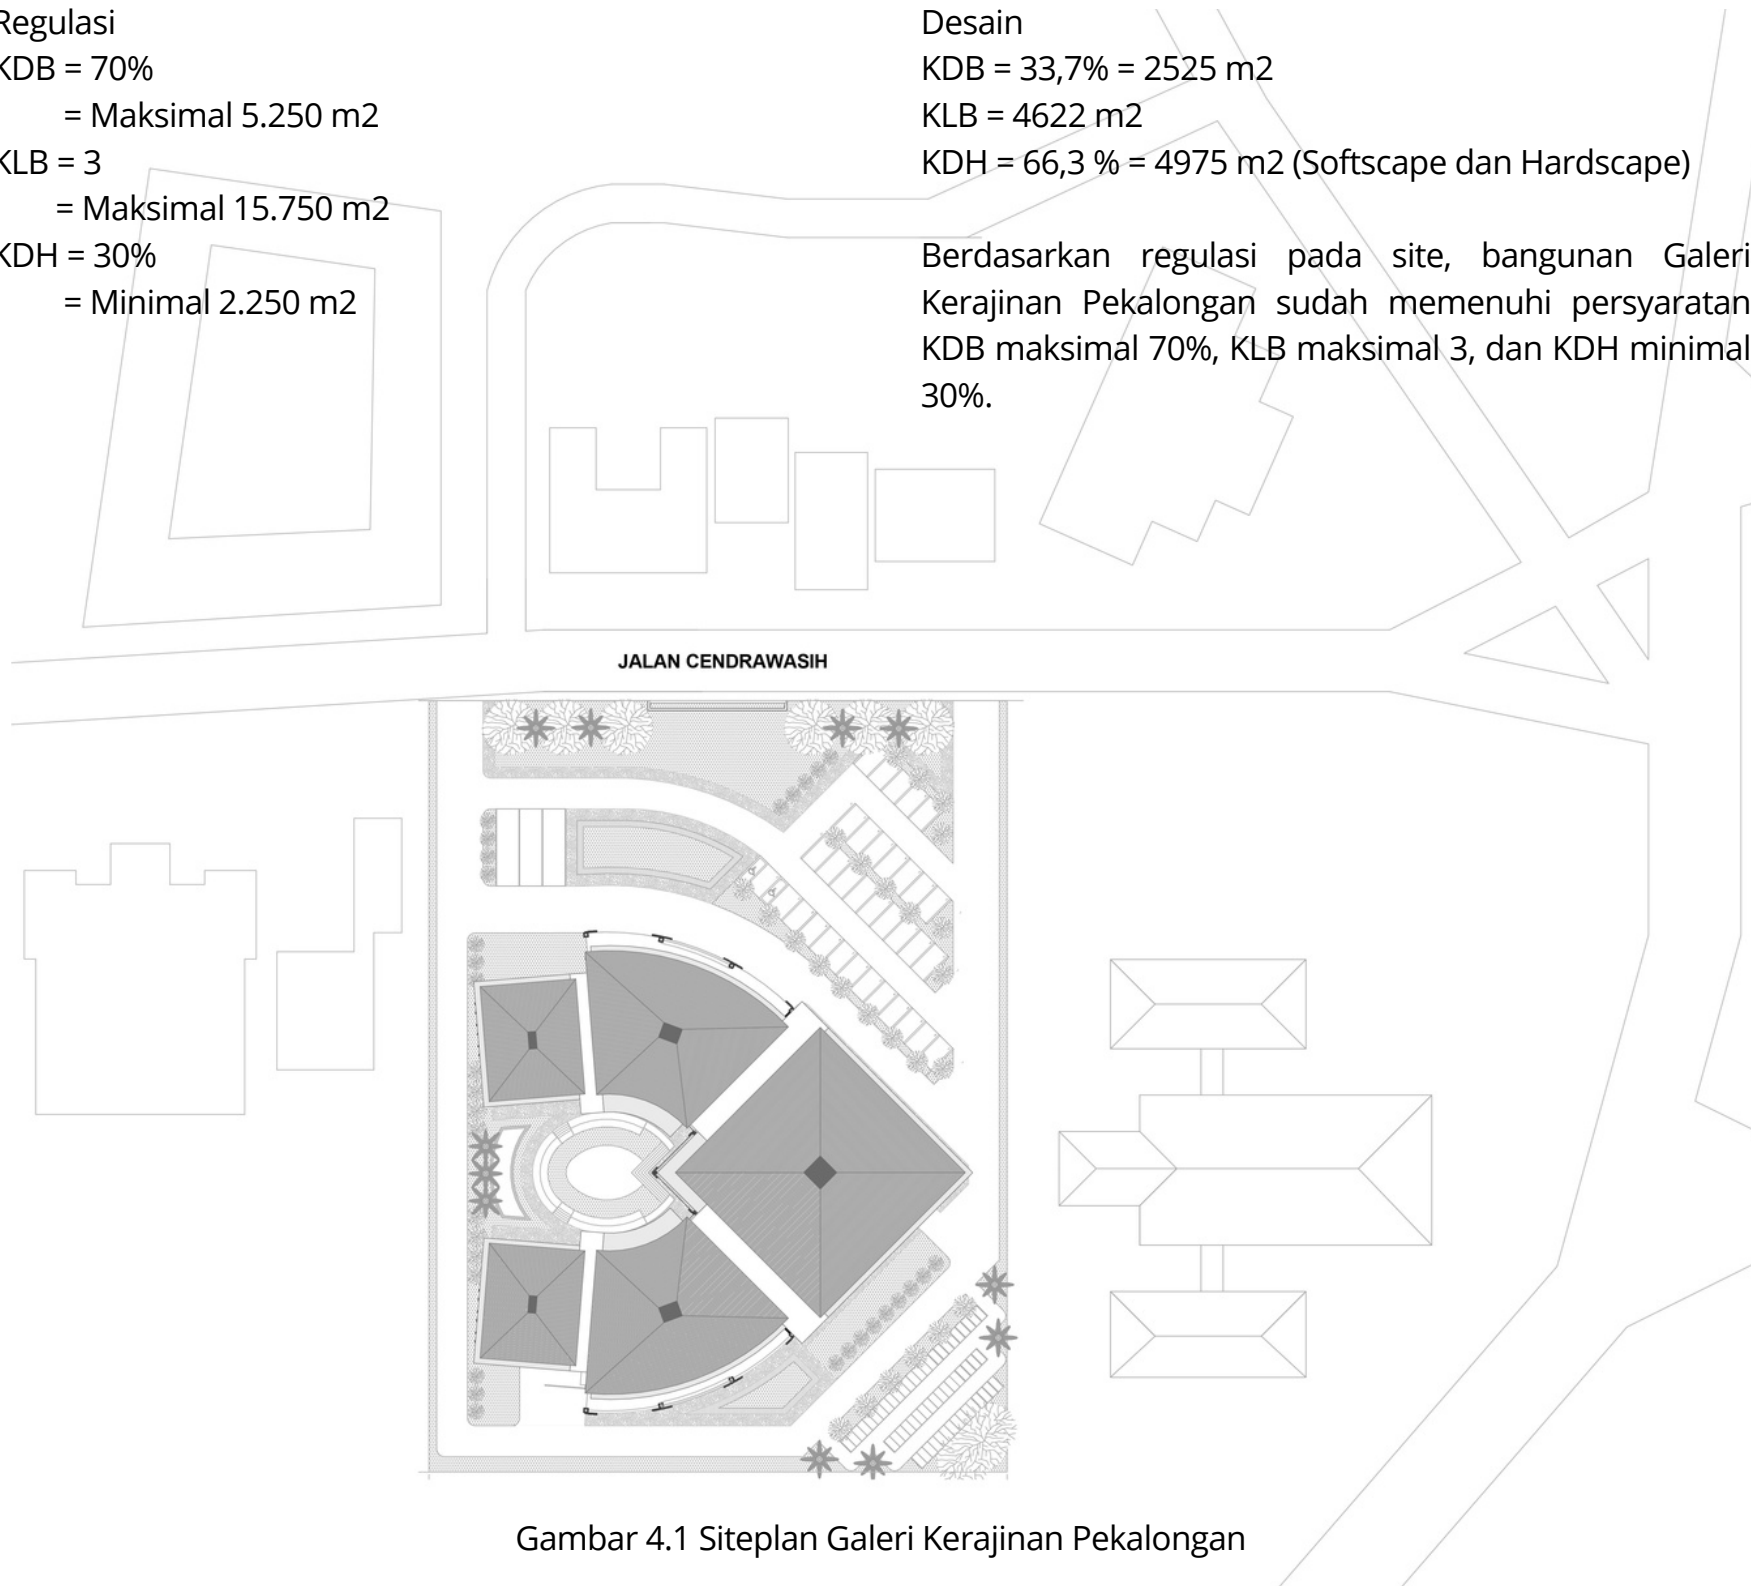 Regulasi
KDB = 70%
= Maksimal 5.250 m2
KLB = 3
= Maksimal 15.750 m2
KDH = 30%
= Minimal 2.250 m2
Desain
KDB = 33,7% = 2525 m2
KLB = 4622 m2
KDH = 66,3 % = 4975 m2 (Softscape dan Hardscape)
Berdasarkan regulasi pada site, bangunan Galeri
Kerajinan Pekalongan sudah memenuhi persyaratan
KDB maksimal 70%, KLB maksimal 3, dan KDH minimal
30%.
JALAN CENDRAWASIH
Gambar 4.1 Siteplan Galeri Kerajinan Pekalongan